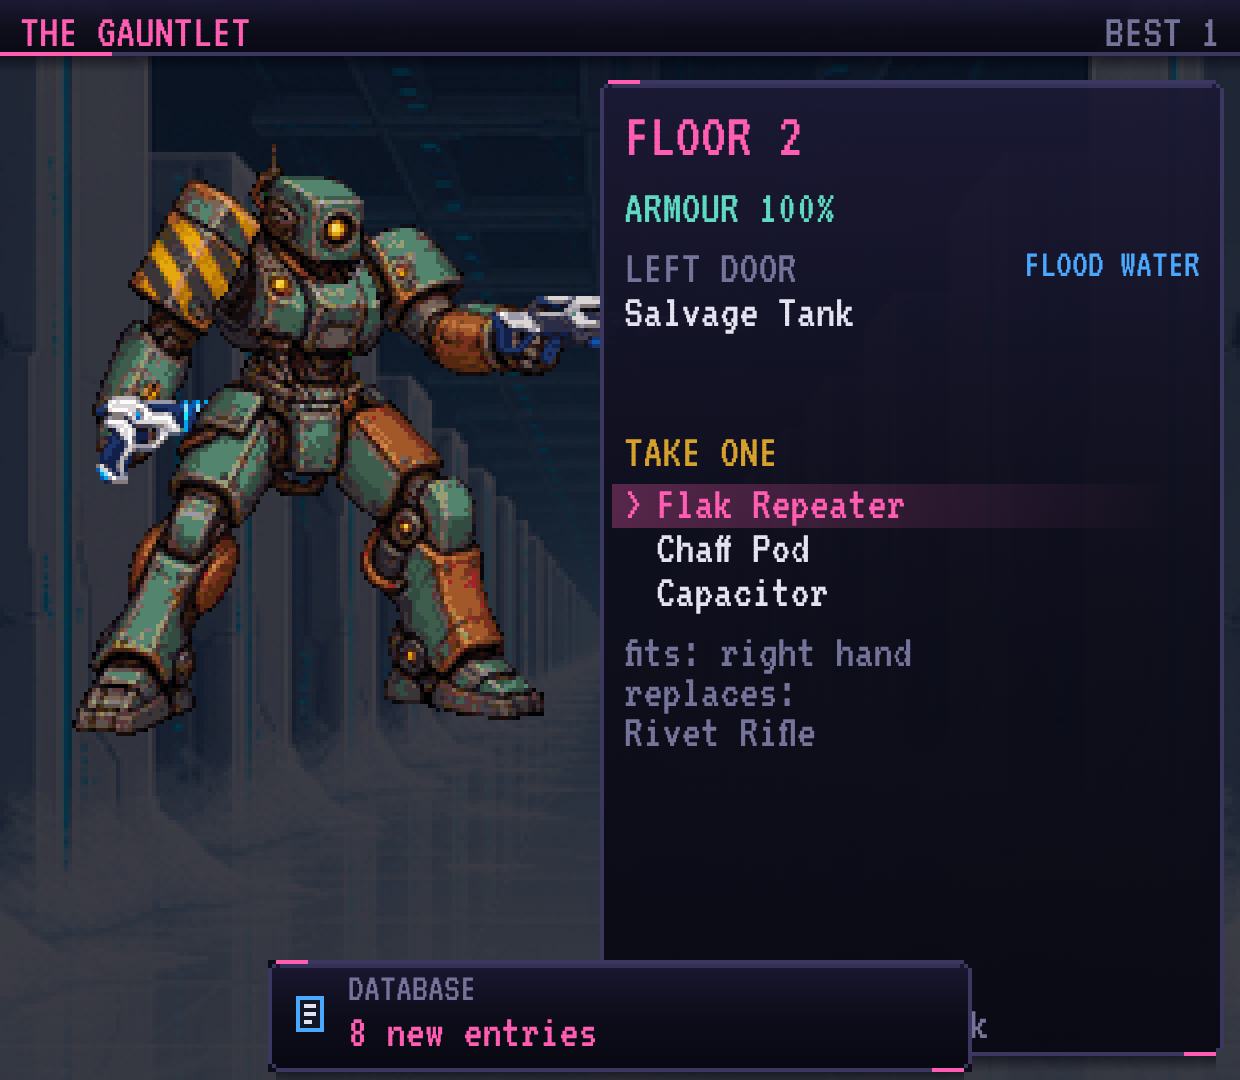 THE GAUNTLET
BEST 1
FLOOR 2
ARMOUR 100%
LEFT DOOR
FLOOD WATER
Salvage Tank
TAKE ONE
> Flak Repeater
Chaff Pod
Capacitor
fits: right hand
replaces:
Rivet Rifle
DATABASE
8 new entries